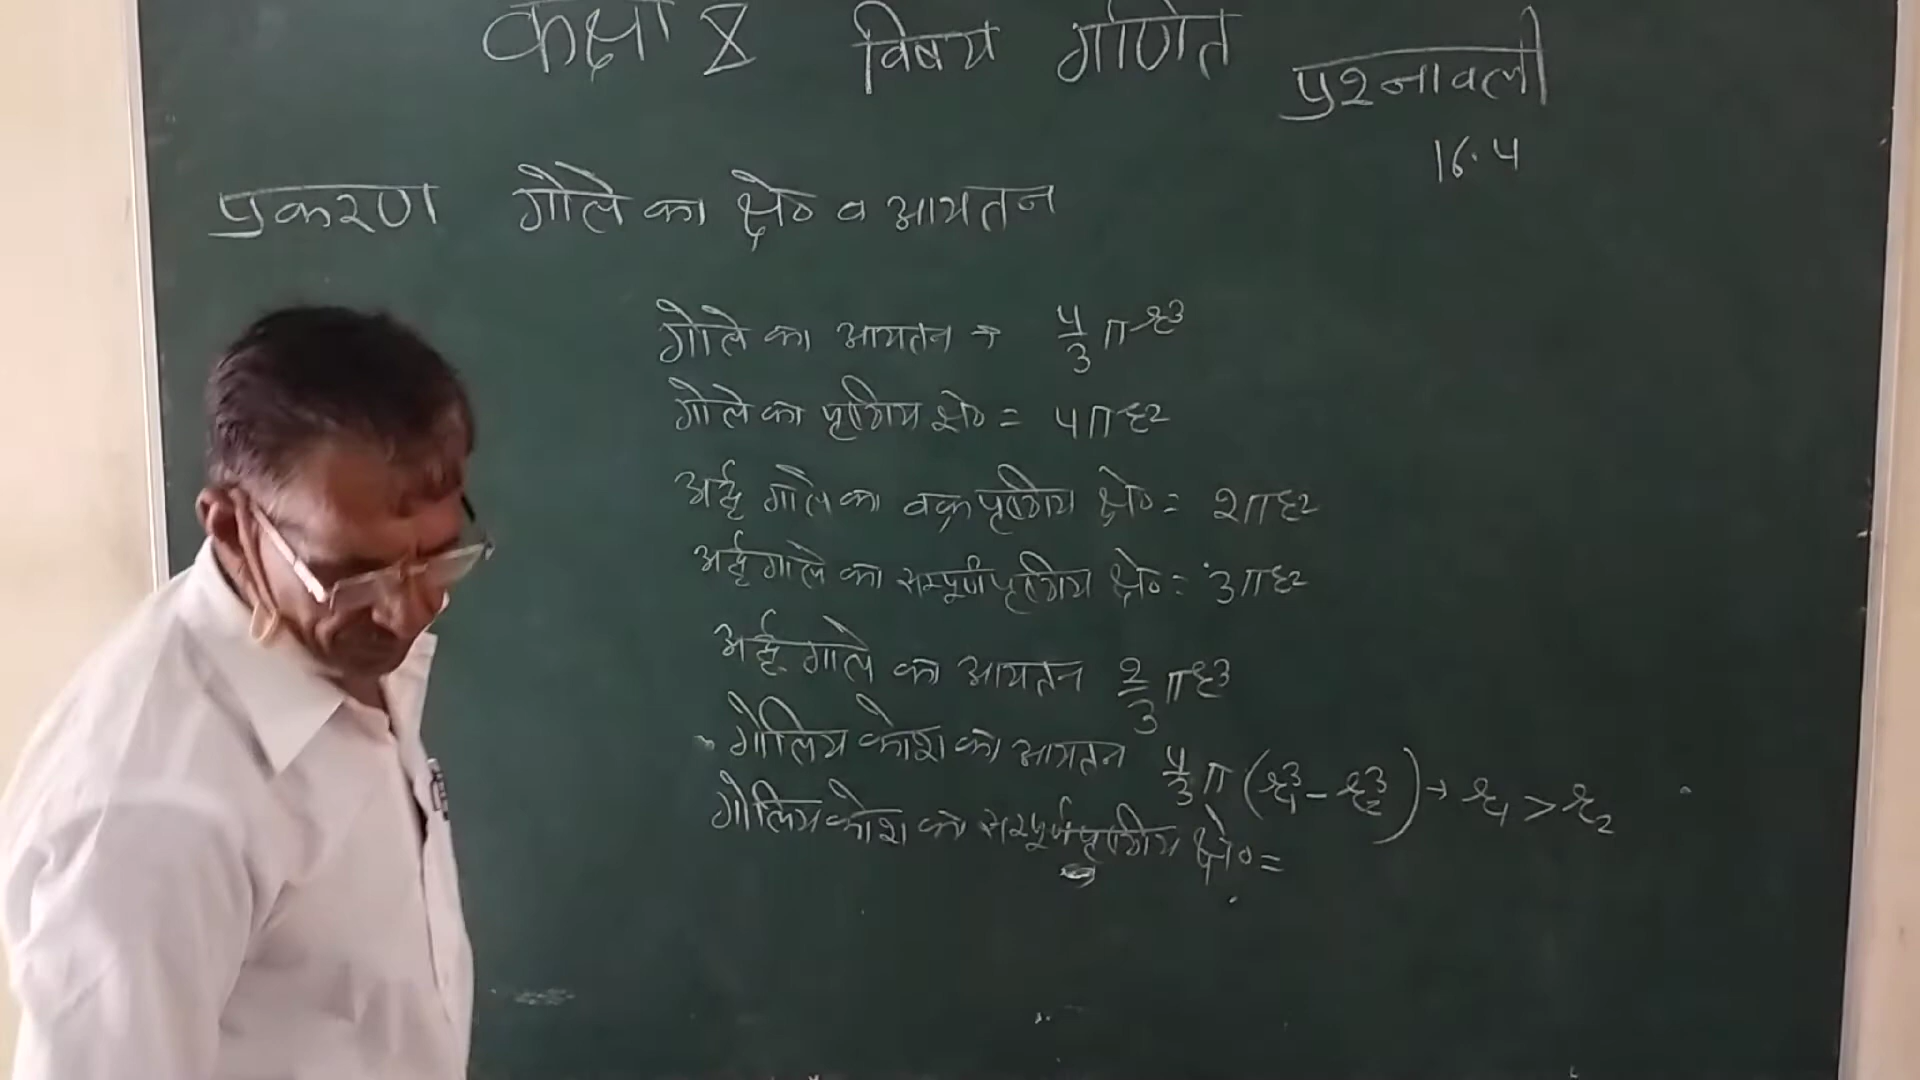 कक्षा 8 विषय गणित प्रश्नावली
16.4
प्रकरण गोले का क्षे० व आयतन
गोले का आयतन → 4/3 πr³
गोले का पृष्ठीय क्षे० = 4πr²
अर्द्ध गोले का वक्र पृष्ठीय क्षे० = 2πr²
अर्द्ध गोले का सम्पूर्ण पृष्ठीय क्षे० = 3πr²
अर्द्ध गोले का आयतन 2/3 πr³
गोलिय कोश का आयतन 4/3 π (r₁³ - r₂³) → r₁ > r₂
गोलिय कोश का सम्पूर्ण पृष्ठीय क्षे० =